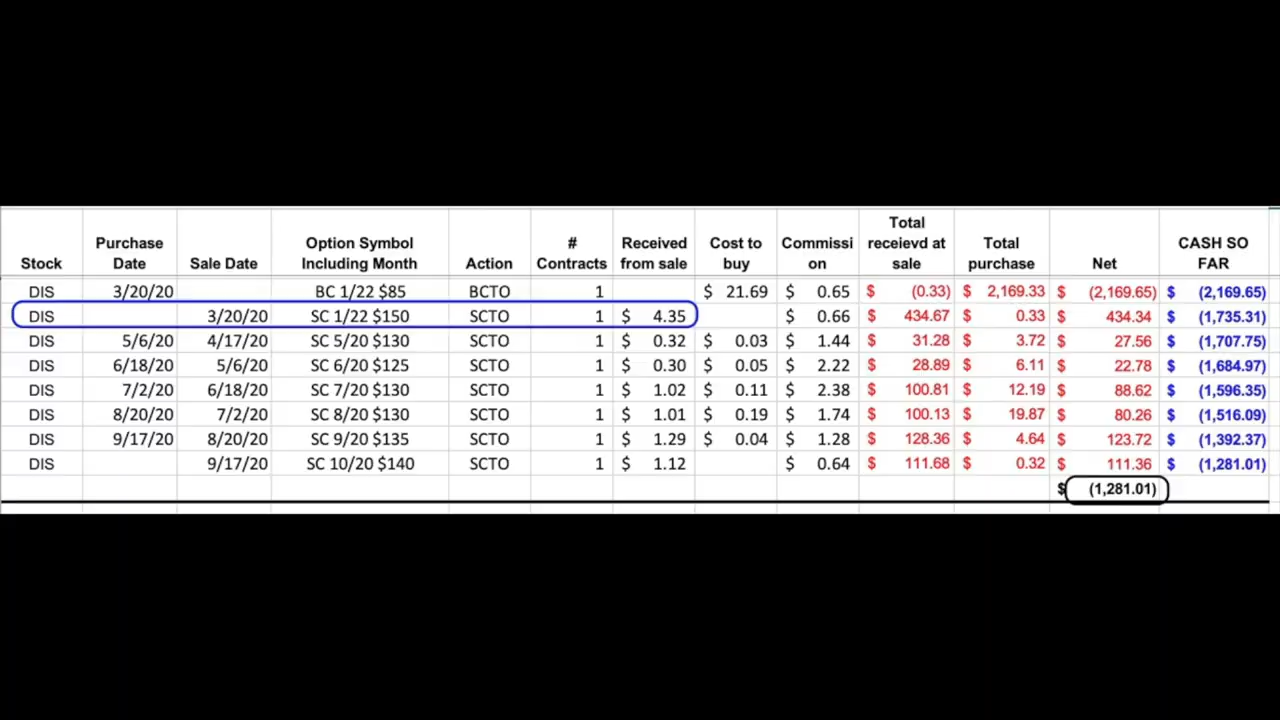 Stock Purchase Date Sale Date Option Symbol Including Month Action # Contracts Received from sale Cost to buy Commissi on Total receievd at sale Total purchase Net CASH SO FAR
DIS 3/20/20 BC 1/22 $85 BCTO 1 $ 21.69 $ 0.65 $ (0.33) $ 2,169.33 $ (2,169.65) $ (2,169.65)
DIS 3/20/20 SC 1/22 $150 SCTO 1 $ 4.35 $ 0.66 $ 434.67 $ 0.33 $ 434.34 $ (1,735.31)
DIS 5/6/20 4/17/20 SC 5/20 $130 SCTO 1 $ 0.32 $ 0.03 $ 1.44 $ 31.28 $ 3.72 $ 27.56 $ (1,707.75)
DIS 6/18/20 5/6/20 SC 6/20 $125 SCTO 1 $ 0.30 $ 0.05 $ 2.22 $ 28.89 $ 6.11 $ 22.78 $ (1,684.97)
DIS 7/2/20 6/18/20 SC 7/20 $130 SCTO 1 $ 1.02 $ 0.11 $ 2.38 $ 100.81 $ 12.19 $ 88.62 $ (1,596.35)
DIS 8/20/20 7/2/20 SC 8/20 $130 SCTO 1 $ 1.01 $ 0.19 $ 1.74 $ 100.13 $ 19.87 $ 80.26 $ (1,516.09)
DIS 9/17/20 8/20/20 SC 9/20 $135 SCTO 1 $ 1.29 $ 0.04 $ 1.28 $ 128.36 $ 4.64 $ 123.72 $ (1,392.37)
DIS 9/17/20 SC 10/20 $140 SCTO 1 $ 1.12 $ 0.64 $ 111.68 $ 0.32 $ 111.36 $ (1,281.01)
$ (1,281.01)